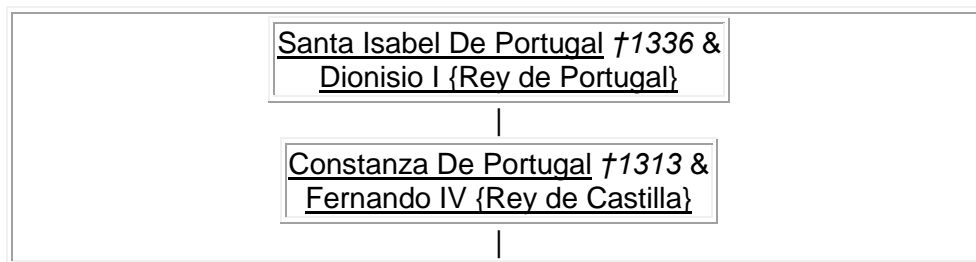 Santa Isabel De Portugal †1336 &
Dionisio I {Rey de Portugal}
|
Constanza De Portugal †1313 &
Fernando IV {Rey de Castilla}
|